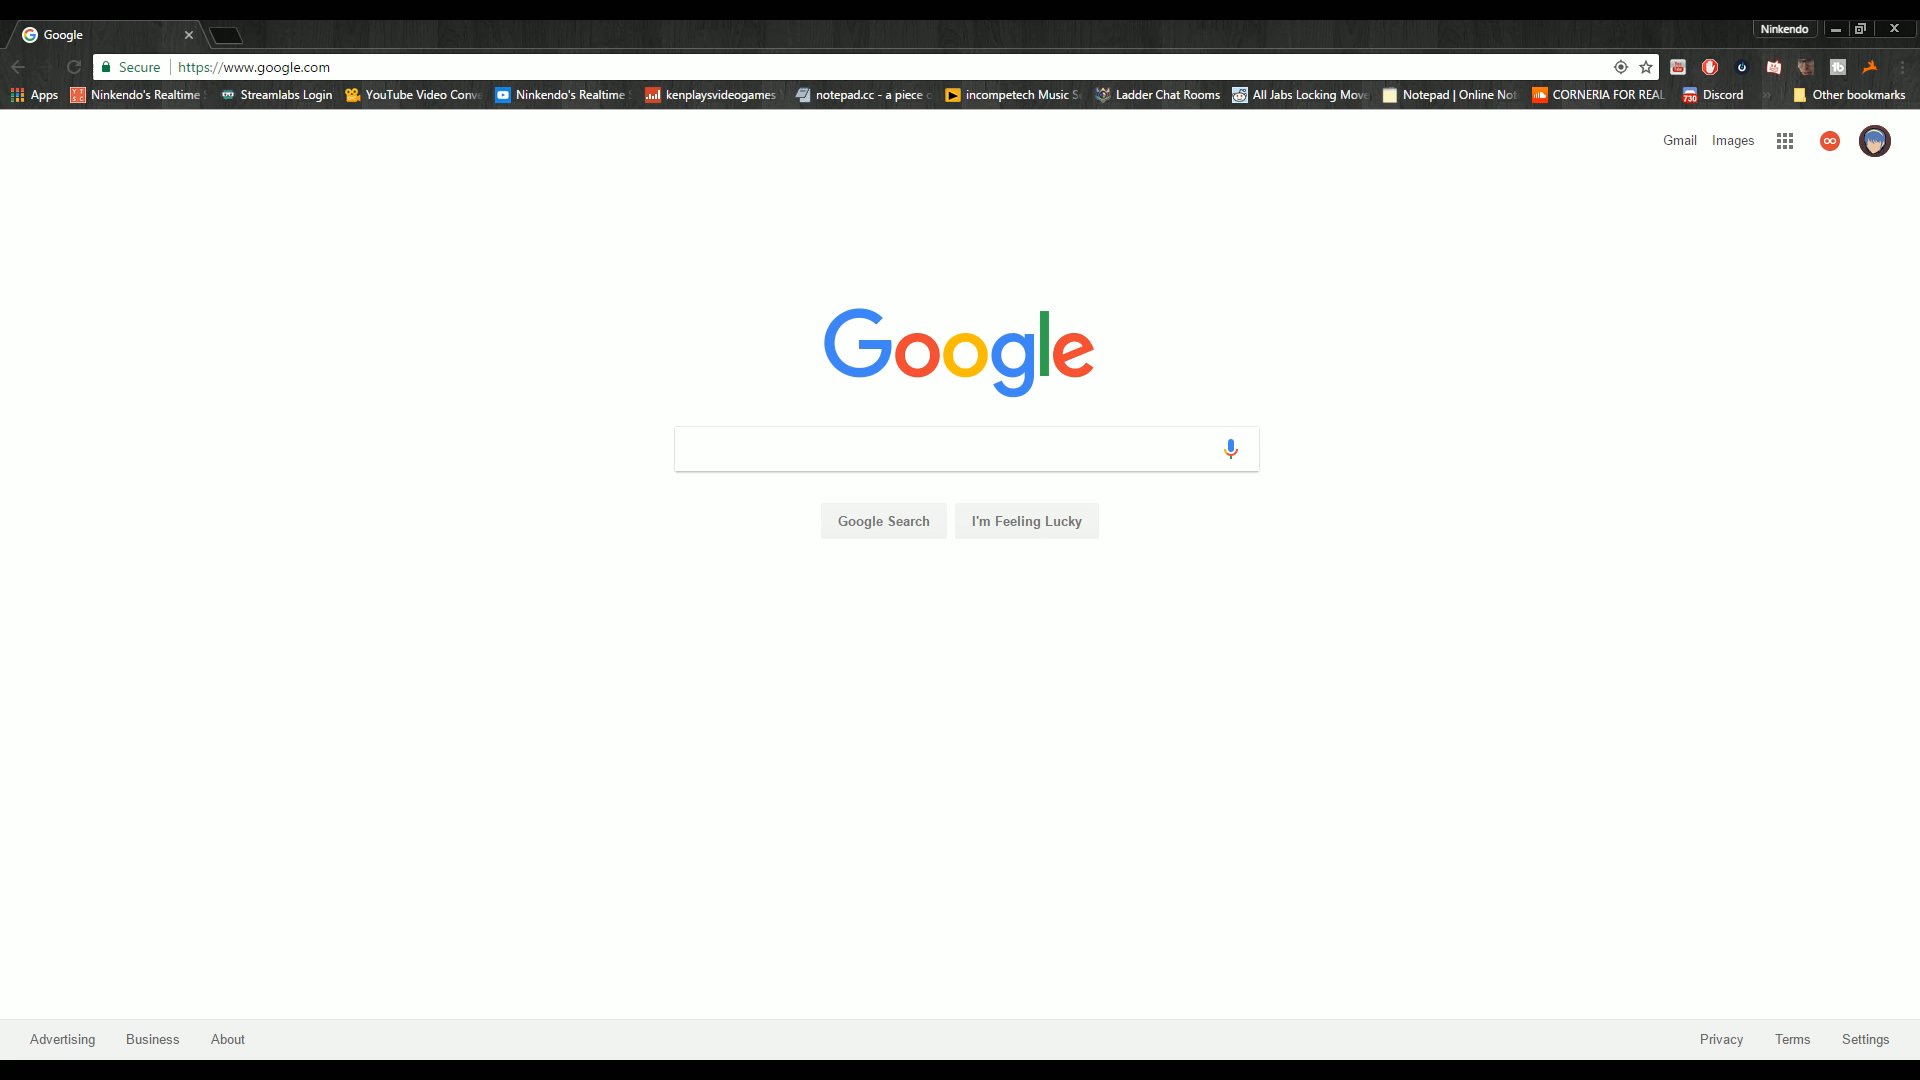 Google
Ninkendo
Secure
https://www.google.com
Apps
Ninkendo's Realtime
Streamlabs Login
YouTube Video Conv
Ninkendo's Realtime
kenplaysvideogames
notepad.cc - a piece
incompetech Music S
Ladder Chat Rooms
All Jabs Locking Move
Notepad | Online Not
CORNERIA FOR REAL
730
Discord
Other bookmarks
Gmail
Images
Google
Google Search
I'm Feeling Lucky
Advertising
Business
About
Privacy
Terms
Settings